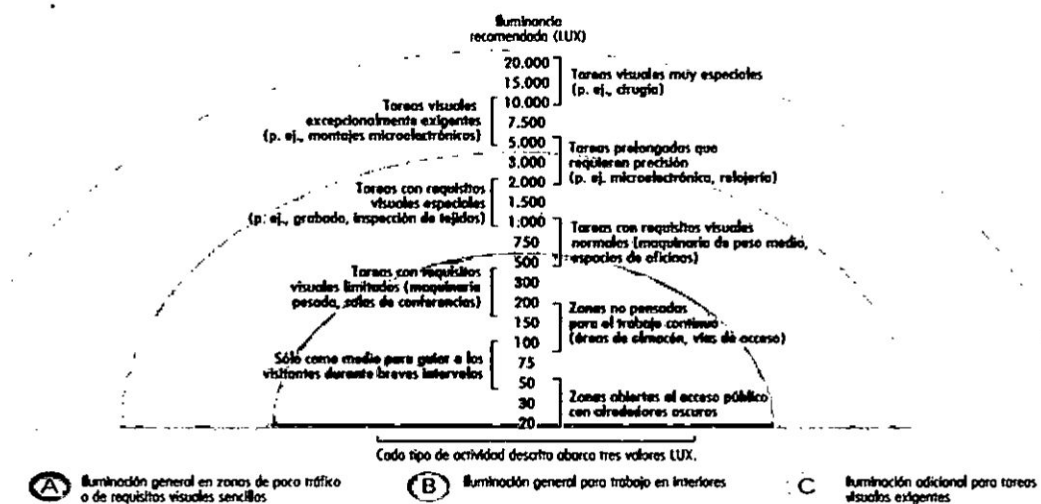 Iluminancia
recomendada (LUX)
20.000
15.000
10.000
7.500
5.000
3.000
2.000
1.500
1.000
750
500
300
200
150
100
75
50
30
20
Tareas visuales muy especiales
(p. ej., cirugía)
Tareas visuales
excepcionalmente exigentes
(p. ej., montajes microelectrónicos)
Tareas prolongadas que
requieren precisión
(p. ej. microelectrónica, relojería)
Tareas con requisitos
visuales especiales
(p. ej., grabado, inspección de tejidos)
Tareas con requisitos visuales
normales (maquinaria de peso medio,
espacios de oficinas)
Tareas con requisitos
visuales limitados (maquinaria
pesada, salas de conferencias)
Zonas no pensadas
para el trabajo continuo
(áreas de almacén, vías de acceso)
Sólo como medio para guiar a los
visitantes durante breves intervalos
Zonas abiertas al acceso público
con alrededores oscuros
Cada tipo de actividad descrita abarca tres valores LUX.
A Iluminación general en zonas de poco tráfico
o de requisitos visuales sencillos
B Iluminación general para trabajo en interiores
C Iluminación adicional para tareas
visuales exigentes